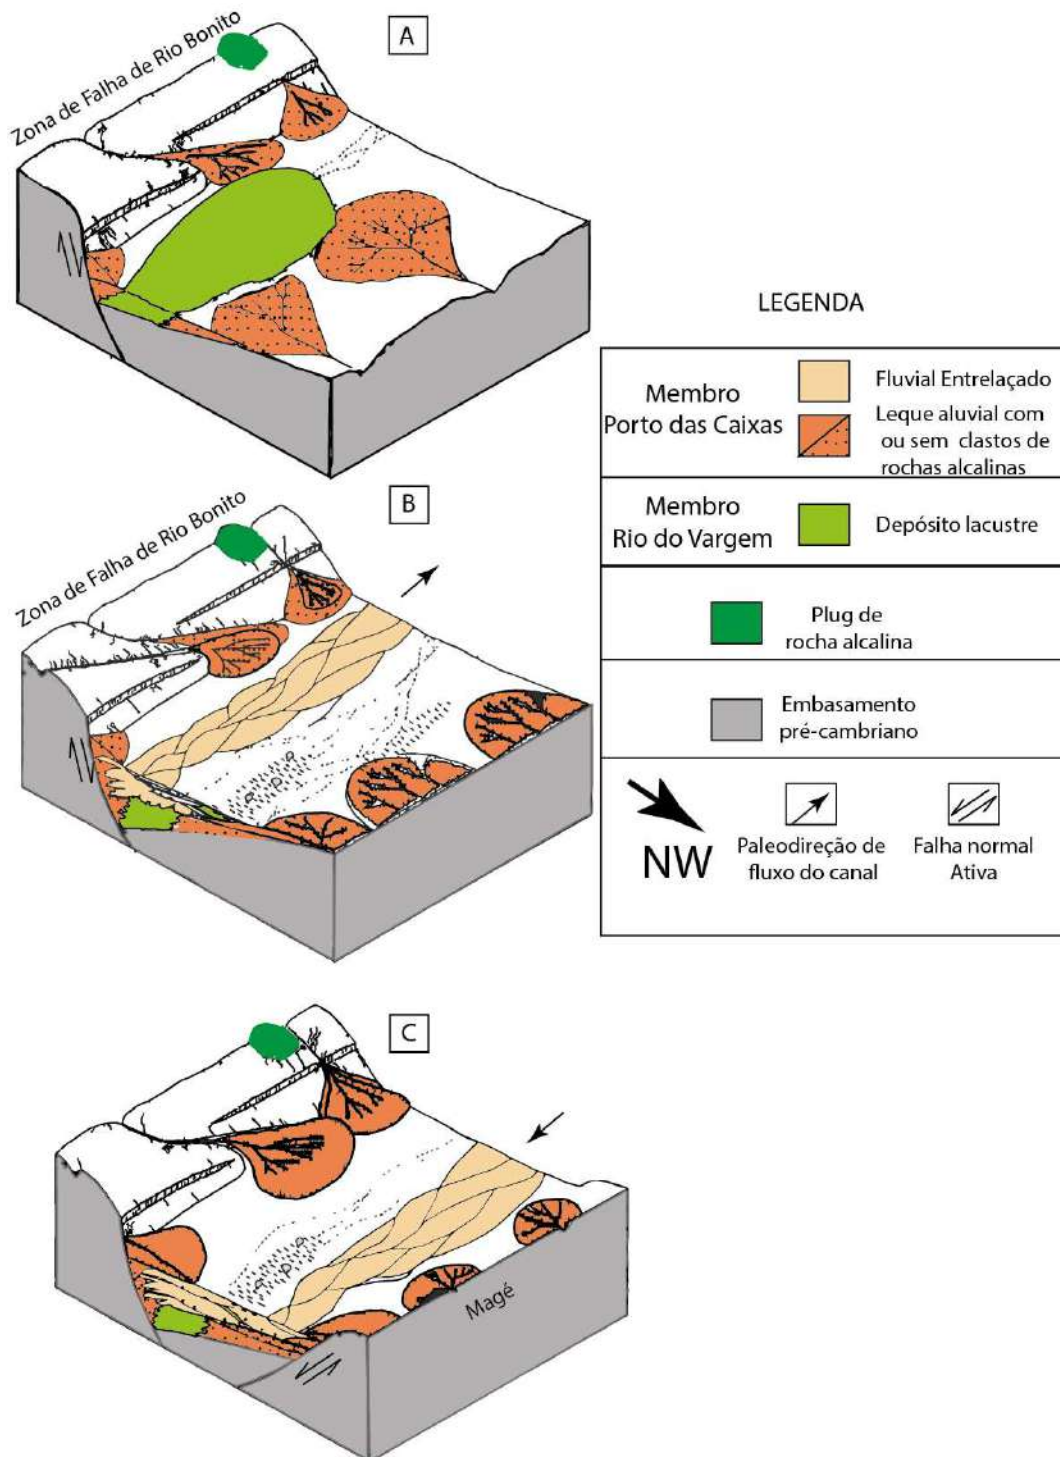 A
Zona de Falha de Rio Bonito
LEGENDA
Membro
Porto das Caixas
Fluvial Entrelaçado
Leque aluvial com
ou sem clastos de
rochas alcalinas
Membro
Rio do Vargem
Depósito lacustre
Plug de
rocha alcalina
Embasamento
pré-cambriano
NW
Paleodireção de
fluxo do canal
Falha normal
Ativa
B
Zona de Falha de Rio Bonito
C
Magé